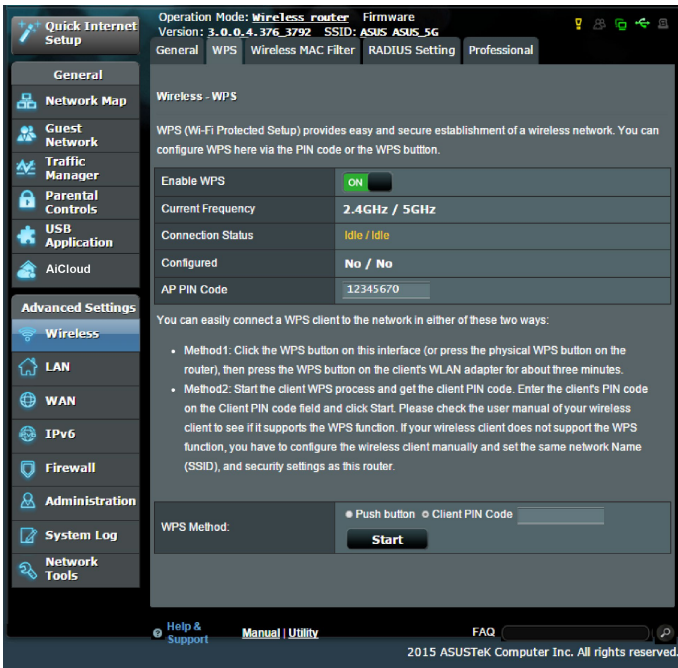 Quick Internet
Setup
General
Network Map
Guest
Network
Traffic
Manager
Parental
Controls
USB
Application
AiCloud
Advanced Settings
Wireless
LAN
WAN
IPv6
Firewall
Administration
System Log
Network
Tools
Operation Mode: Wireless router Firmware
Version: 3.0.0.4.376_3792 SSID: ASUS ASUS_5G
General WPS Wireless MAC Filter RADIUS Setting Professional
Wireless - WPS
WPS (Wi-Fi Protected Setup) provides easy and secure establishment of a wireless network. You can
configure WPS here via the PIN code or the WPS buttton.
Enable WPS ON
Current Frequency 2.4GHz / 5GHz
Connection Status Idle / Idle
Configured No / No
AP PIN Code 12345670
You can easily connect a WPS client to the network in either of these two ways:
• Method1: Click the WPS button on this interface (or press the physical WPS button on the
router), then press the WPS button on the client's WLAN adapter for about three minutes.
• Method2: Start the client WPS process and get the client PIN code. Enter the client's PIN code
on the Client PIN code field and click Start. Please check the user manual of your wireless
client to see if it supports the WPS function. If your wireless client does not support the WPS
function, you have to configure the wireless client manually and set the same network Name
(SSID), and security settings as this router.
WPS Method: Push button Client PIN Code
Start
Help &
Support
Manual | Utility
FAQ
2015 ASUSTeK Computer Inc. All rights reserved.